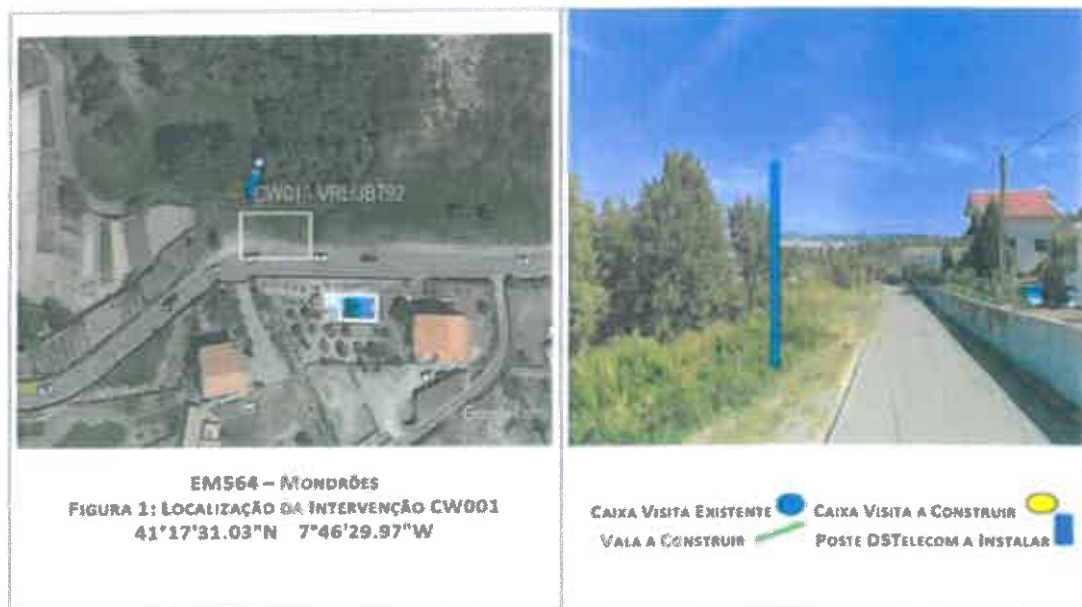 EM564 – MONDRÕES
FIGURA 1: LOCALIZAÇÃO DA INTERVENÇÃO CW001
41°17'31.03"N 7°46'29.97"W
CAIXA VISITA EXISTENTE CAIXA VISITA A CONSTRUIR
VALA A CONSTRUIR POSTE DSTELECOM A INSTALAR